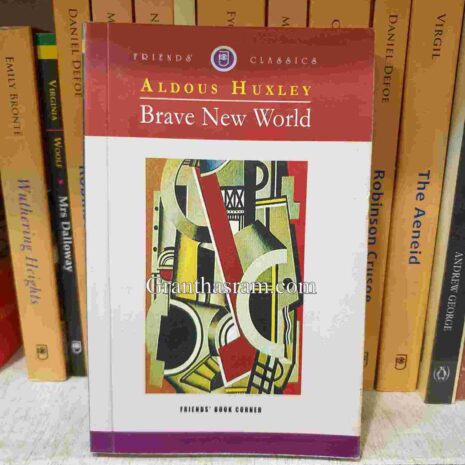 FRIENDS' CLASSICS
ALDOUS HUXLEY
Brave New World
Granthasram.com
FRIENDS' BOOK CORNER
EMILY BRONTE
Wuthering Heights
VIRGINIA WOOLF
Mrs Dalloway
DANIEL DEFOE
DANIEL DEFOE
Robinson Crusoe
VIRGIL
The Aeneid
ANDREW GEORGE